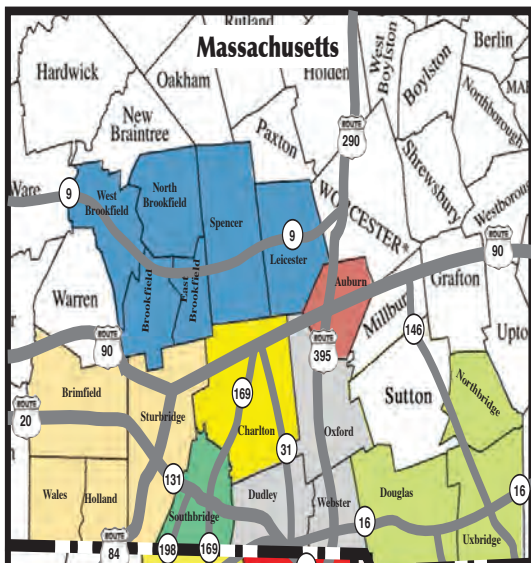 Rutland
Massachusetts
Berlin
West
Boylston
Boylston
Hardwick
Oakham
Holden
Northborough
New
Braintree
Paxton
ROUTE
290
Shrewsbury
Ware
9
West
Brookfield
North
Brookfield
Spencer
9
Leicester
WORCESTER*
Westboro
ROUTE
90
Auburn
Grafton
Warren
Brookfield
East
Brookfield
Millbur
Upto
146
ROUTE
90
ROUTE
395
Brimfield
Sturbridge
169
Charlton
Sutton
Northbridge
ROUTE
20
31
Oxford
131
Wales
Holland
Southbridge
Dudley
Webster
Douglas
16
16
Uxbridge
ROUTE
84
198
169